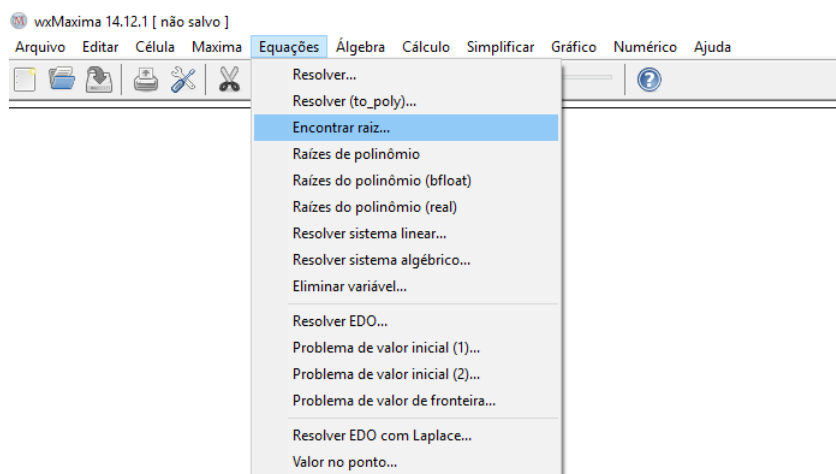 wxMaxima 14.12.1 [ não salvo ]
Arquivo Editar Célula Maxima Equações Álgebra Cálculo Simplificar Gráfico Numérico Ajuda
Resolver...
Resolver (to_poly)...
Encontrar raiz...
Raízes de polinômio
Raízes do polinômio (bfloat)
Raízes do polinômio (real)
Resolver sistema linear...
Resolver sistema algébrico...
Eliminar variável...
Resolver EDO...
Problema de valor inicial (1)...
Problema de valor inicial (2)...
Problema de valor de fronteira...
Resolver EDO com Laplace...
Valor no ponto...